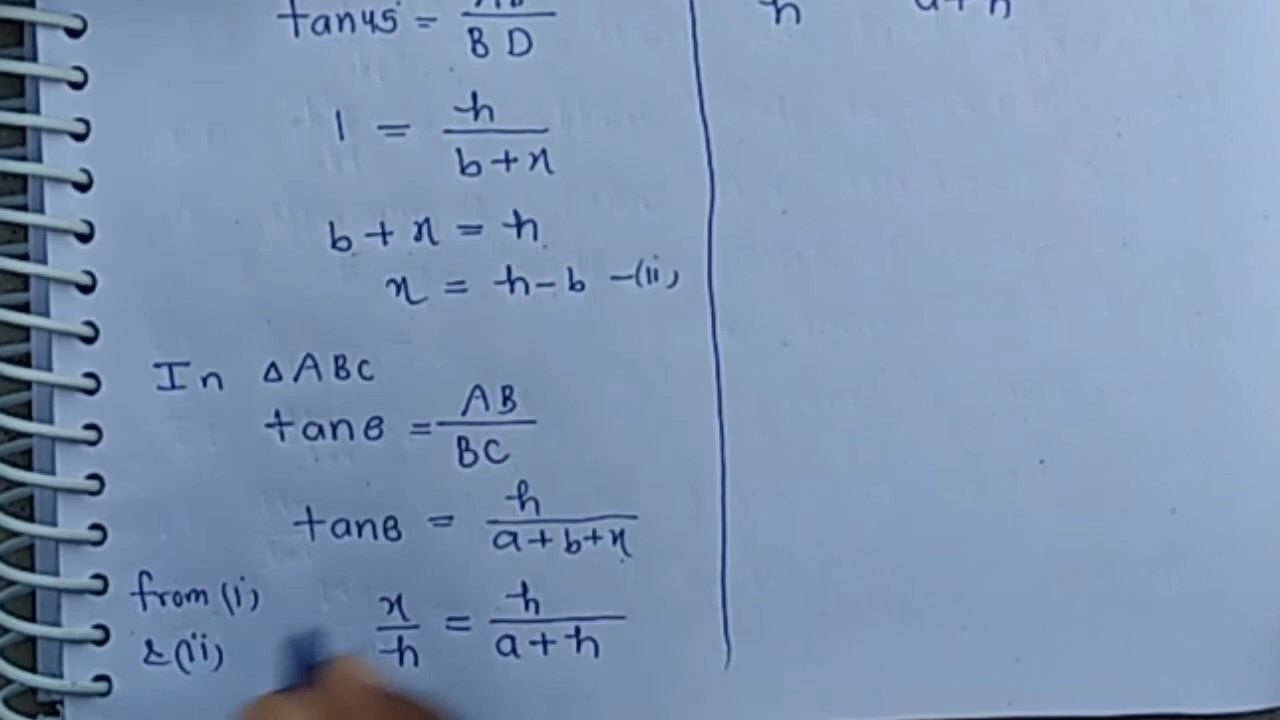 tan45 = AB/BD
1 = h/b+x
b+x = h
x = h-b -(ii)
In ΔABC
tanθ = AB/BC
tanθ = h/a+b+x
from (i) & (ii) x/h = h/a+h
h a+h